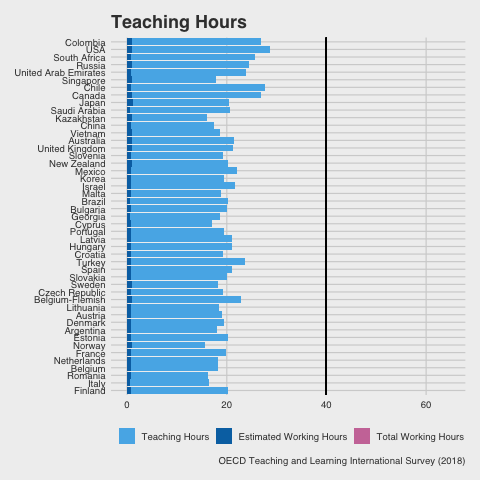 Teaching Hours
Colombia
USA
South Africa
Russia
United Arab Emirates
Singapore
Chile
Canada
Japan
Saudi Arabia
Kazakhstan
China
Vietnam
Australia
United Kingdom
Slovenia
New Zealand
Mexico
Korea
Israel
Malta
Brazil
Bulgaria
Georgia
Cyprus
Portugal
Latvia
Hungary
Croatia
Turkey
Spain
Slovakia
Sweden
Czech Republic
Belgium-Flemish
Lithuania
Austria
Denmark
Argentina
Estonia
Norway
France
Netherlands
Belgium
Romania
Italy
Finland
0 20 40 60
Teaching Hours Estimated Working Hours Total Working Hours
OECD Teaching and Learning International Survey (2018)